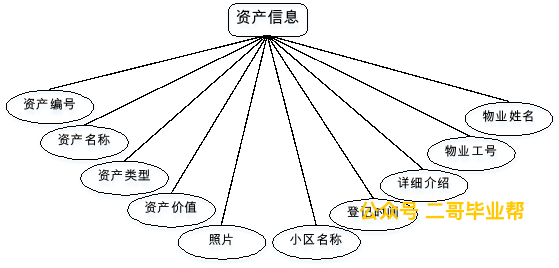 资产信息
资产编号
资产名称
资产类型
资产价值
照片
小区名称
登记时间
详细介绍
物业工号
物业姓名
公众号 二哥毕业帮